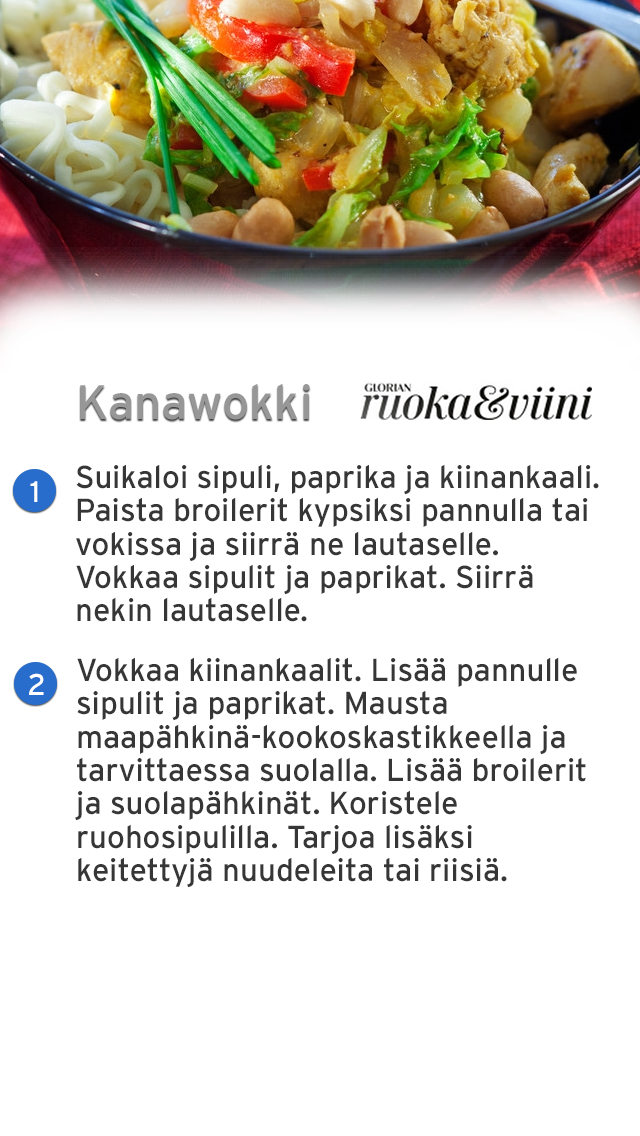 Kanawokki
GLORIAN
ruoka&viini
1
Suikaloi sipuli, paprika ja kiinankaali.
Paista broilerit kypsiksi pannulla tai
vokissa ja siirrä ne lautaselle.
Vokkaa sipulit ja paprikat. Siirrä
nekin lautaselle.
2
Vokkaa kiinankaalit. Lisää pannulle
sipulit ja paprikat. Mausta
maapähkinä-kookoskastikkeella ja
tarvittaessa suolalla. Lisää broilerit
ja suolapähkinät. Koristele
ruohosipulilla. Tarjoa lisäksi
keitettyjä nuudeleita tai riisiä.